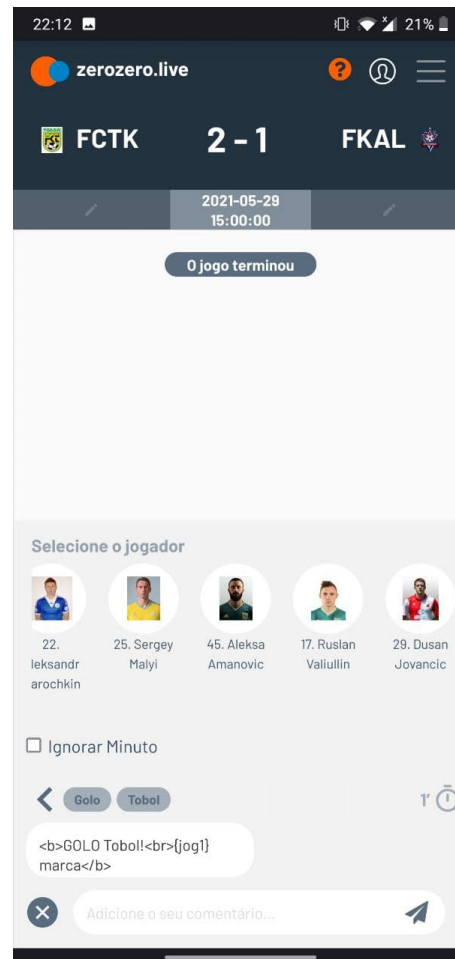 22:12 21%
zerozero.live ?
FCTK 2 - 1 FKAL
2021-05-29
15:00:00
O jogo terminou
Selecione o jogador
22.
leksandr
arochkin
25. Sergey
Malyi
45. Aleksa
Amanovic
17. Ruslan
Valiullin
29. Dusan
Jovancic
Ignorar Minuto
Golo Tobol 1'
<b>GOLO Tobol!<br>{jog1}
marca</b>
Adicione o seu comentário...